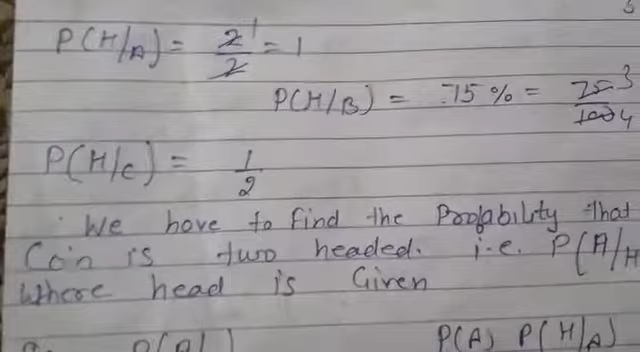 P(H/A) = 2/2 1 = 1
P(H/B) = 75% = 75/100 3/4
P(H/C) = 1/2
We have to find the Probability that
Coin is two headed. i.e. P(A/H
Where head is Given
P(A) P(H/A)